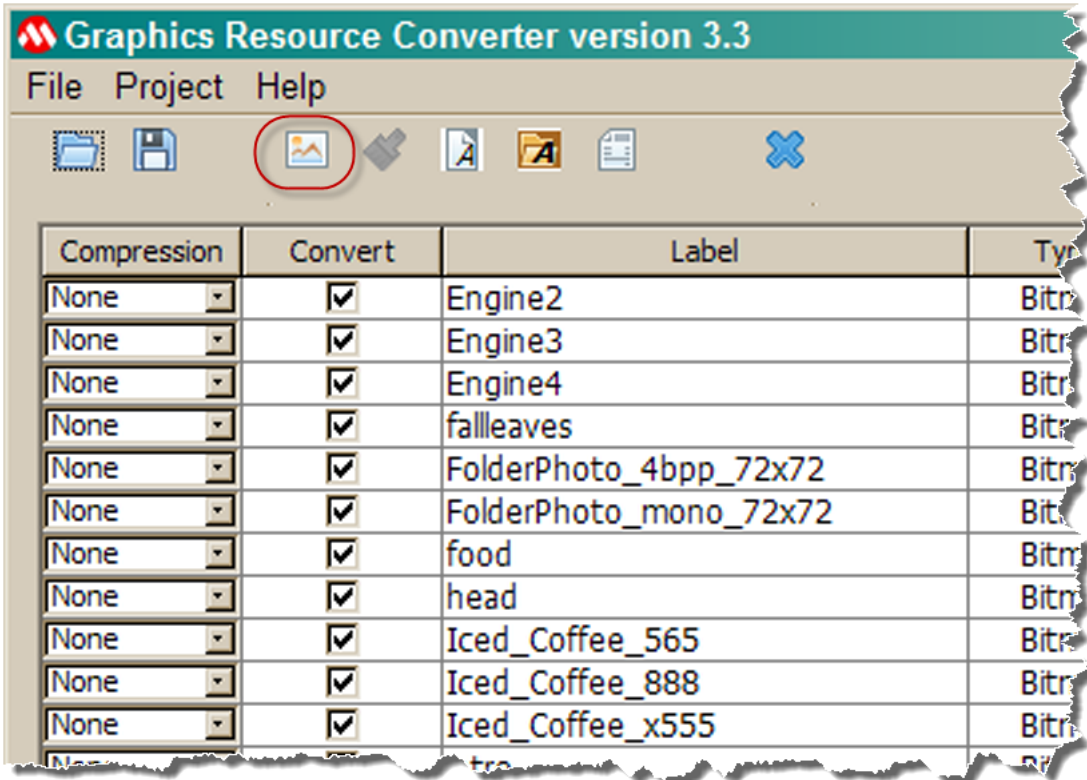 Graphics Resource Converter version 3.3
File Project Help
Compression Convert Label
None Engine2
None Engine3
None Engine4
None fallleaves
None FolderPhoto_4bpp_72x72
None FolderPhoto_mono_72x72
None food
None head
None Iced_Coffee_565
None Iced_Coffee_888
None Iced_Coffee_x555